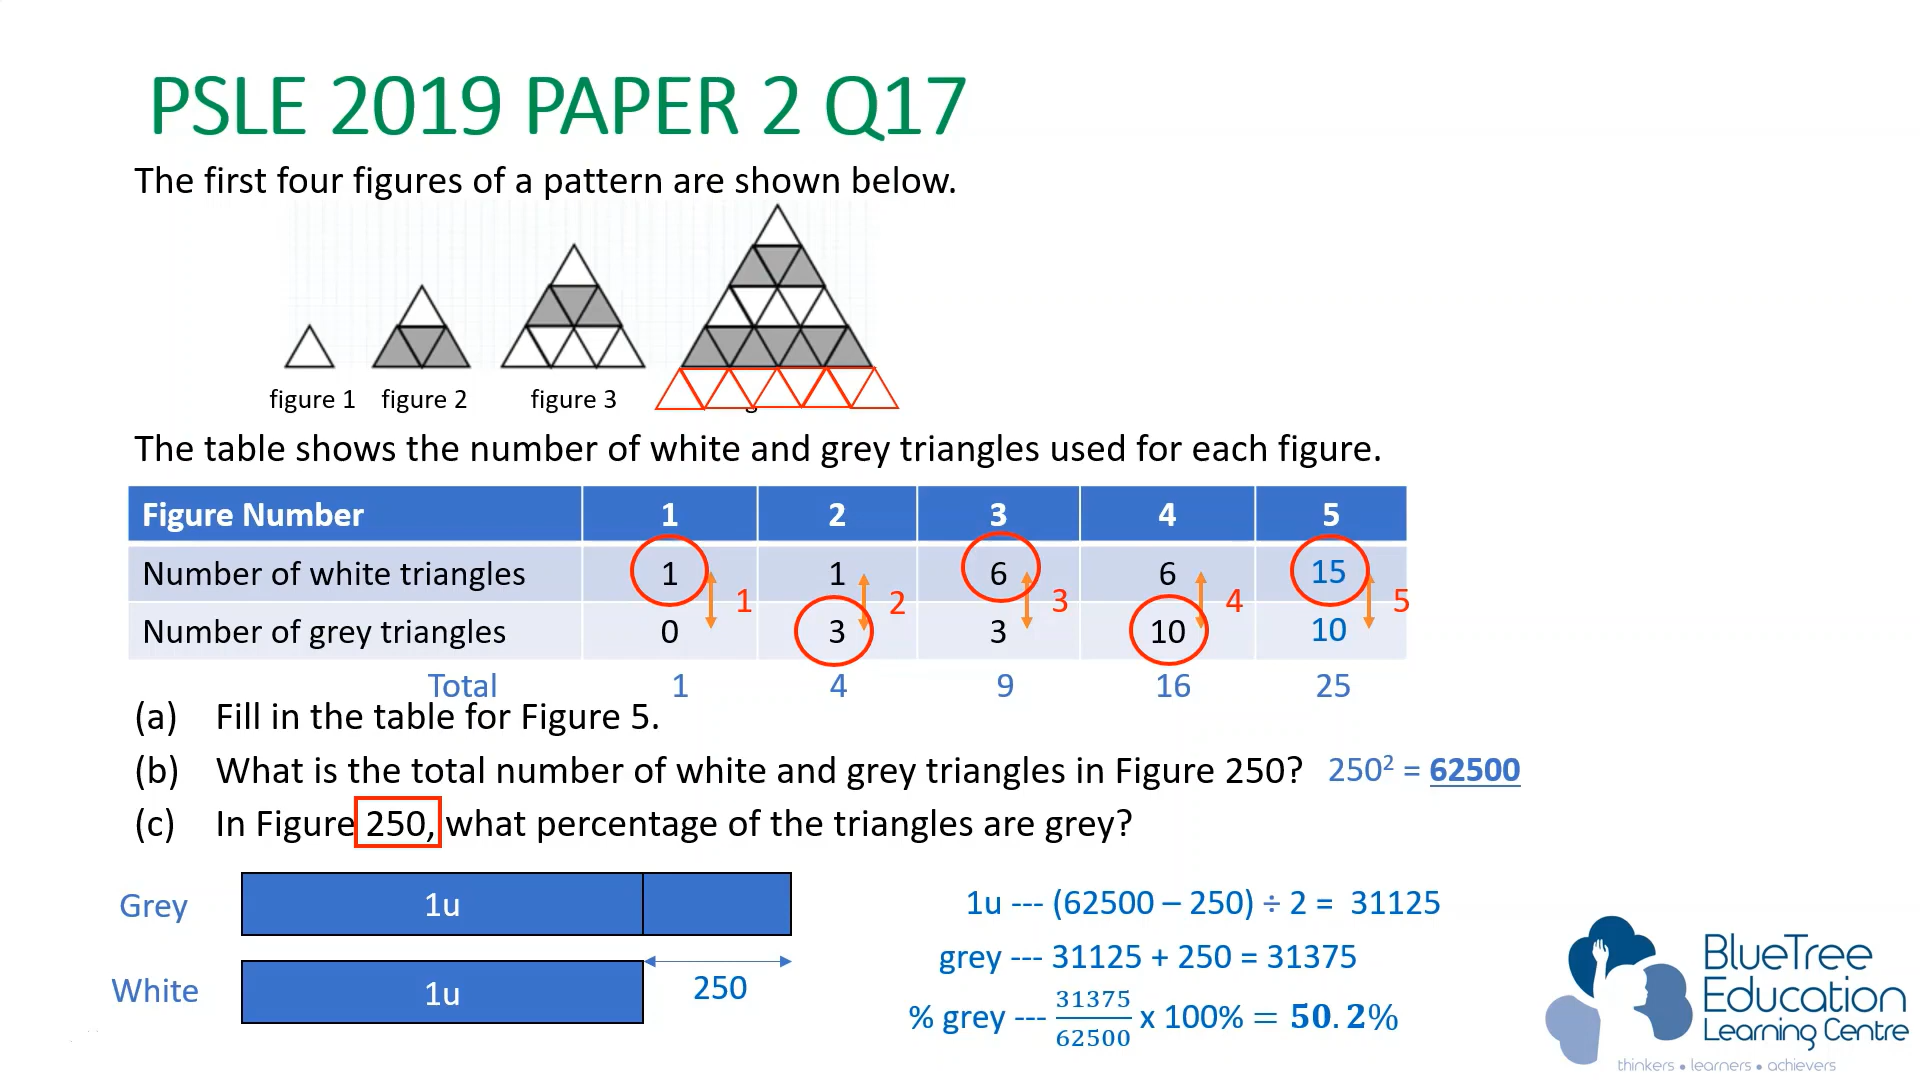 PSLE 2019 PAPER 2 Q17
The first four figures of a pattern are shown below.
figure 1 figure 2 figure 3
The table shows the number of white and grey triangles used for each figure.
Figure Number 1 2 3 4 5
Number of white triangles 1 1 6 6 15
1 2 3 4 5
Number of grey triangles 0 3 3 10 10
Total 1 4 9 16 25
(a) Fill in the table for Figure 5.
(b) What is the total number of white and grey triangles in Figure 250? 250² = 62500
(c) In Figure 250, what percentage of the triangles are grey?
Grey 1u
White 1u 250
1u --- (62500 – 250) ÷ 2 = 31125
grey --- 31125 + 250 = 31375
% grey --- 31375/62500 x 100% = 50.2%
BlueTree
Education
Learning Centre
thinkers • learners • achievers